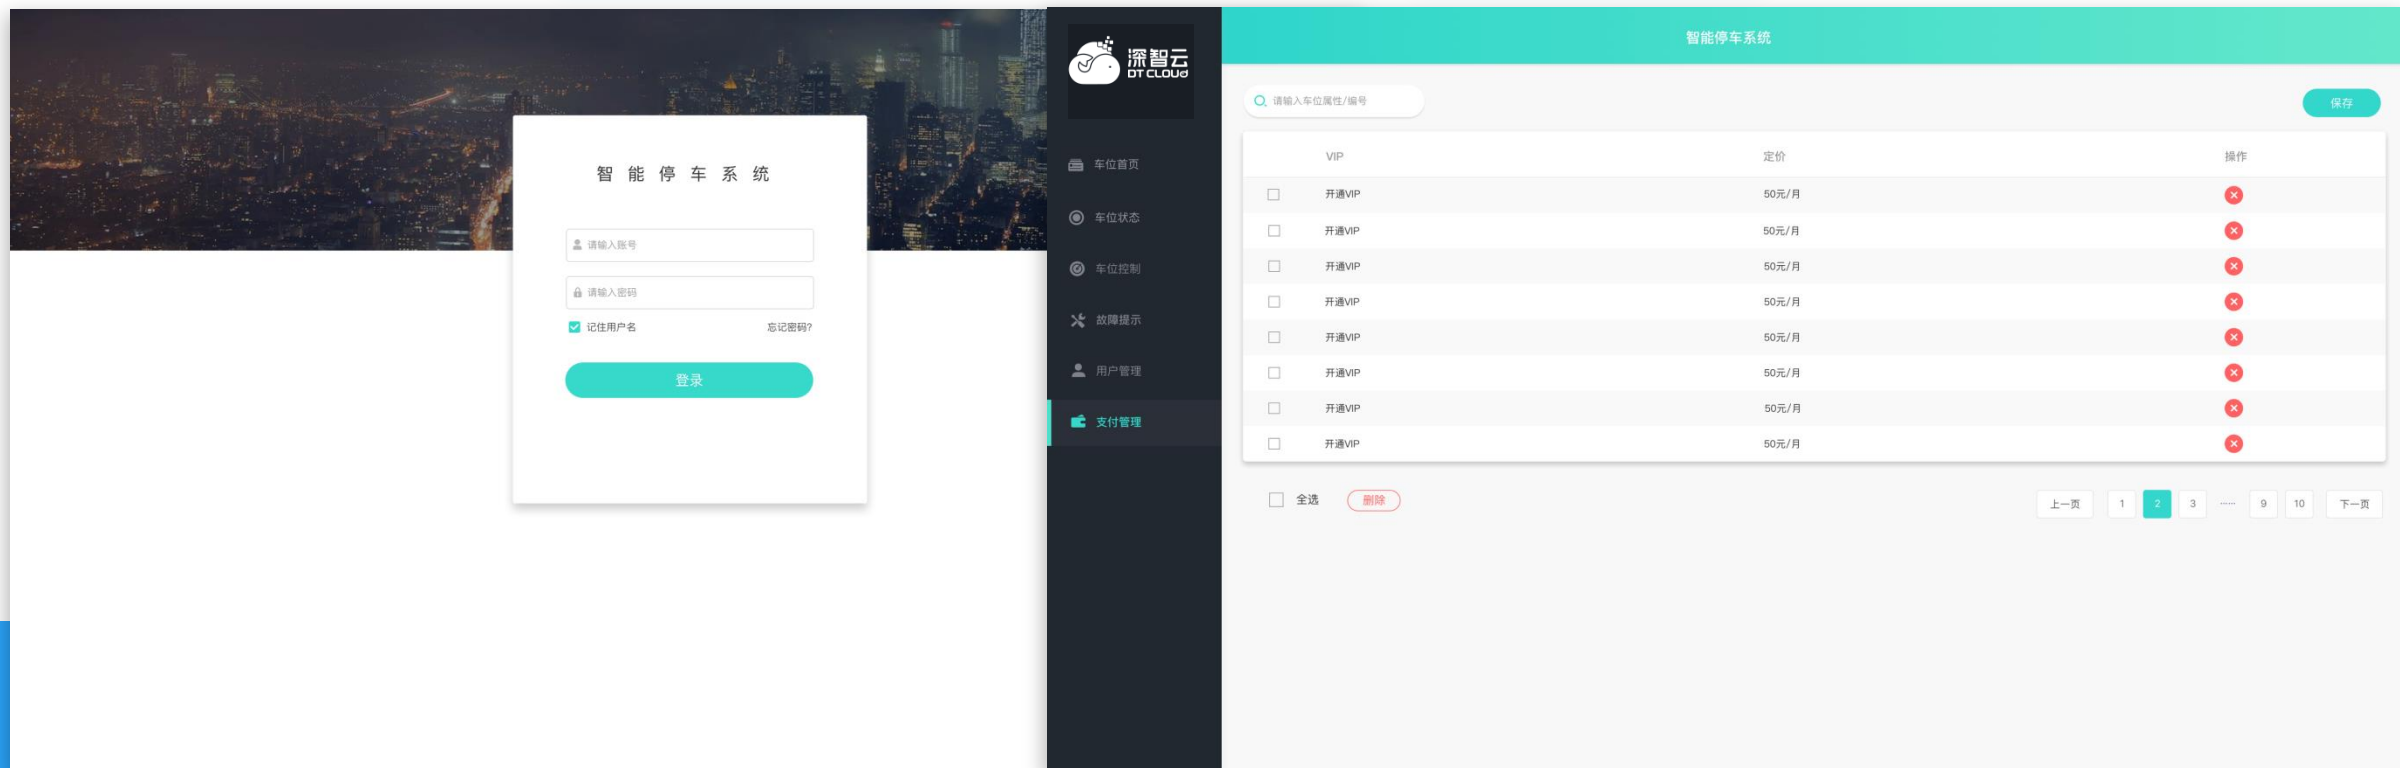 智能停车系统
请输入账号
请输入密码
记住用户名 忘记密码?
登录
深智云
DT CLOUd
车位首页
车位状态
车位控制
故障提示
用户管理
支付管理
智能停车系统
请输入车位属性/编号
保存
VIP 定价 操作
开通VIP 50元/月
开通VIP 50元/月
开通VIP 50元/月
开通VIP 50元/月
开通VIP 50元/月
开通VIP 50元/月
开通VIP 50元/月
开通VIP 50元/月
全选 删除 上一页 1 2 3 ...... 9 10 下一页